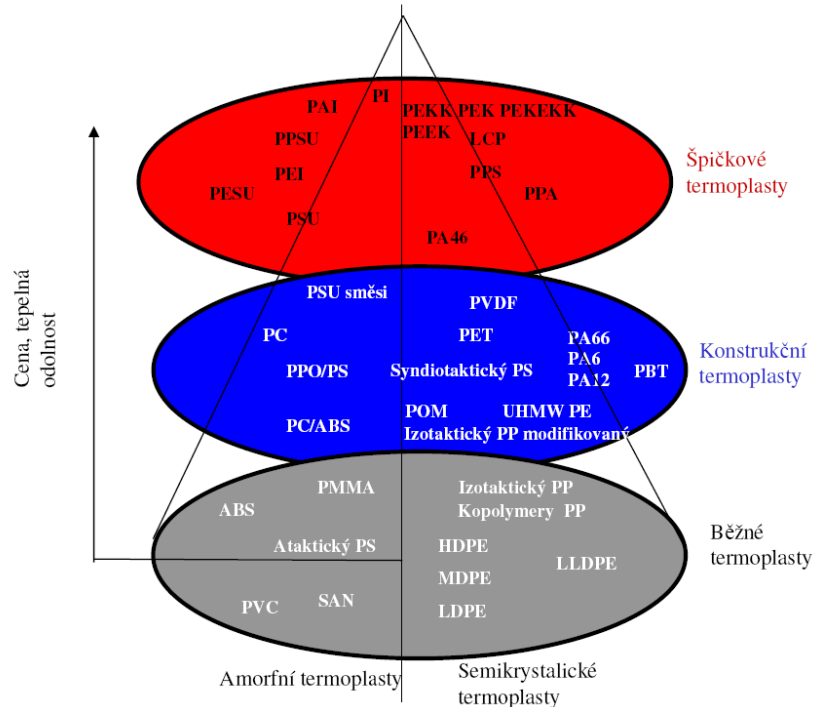 PI
PAI
PEKK PEK PEKEKK
PEEK
PPSU
LCP
PEI
PPS
PESU
PPA
PSU
PA46
Špičkové
termoplasty
Cena, tepelná
odolnost
PSU směsi
PVDF
PC
PET
PA66
PA6
PA12
PPO/PS
Syndiotaktický PS
PBT
PC/ABS
POM
UHMW PE
Izotaktický PP modifikovaný
Konstrukční
termoplasty
PMMA
Izotaktický PP
Kopolymery PP
ABS
Ataktický PS
HDPE
LLDPE
MDPE
PVC
SAN
LDPE
Běžné
termoplasty
Amorfní termoplasty
Semikrystalické
termoplasty